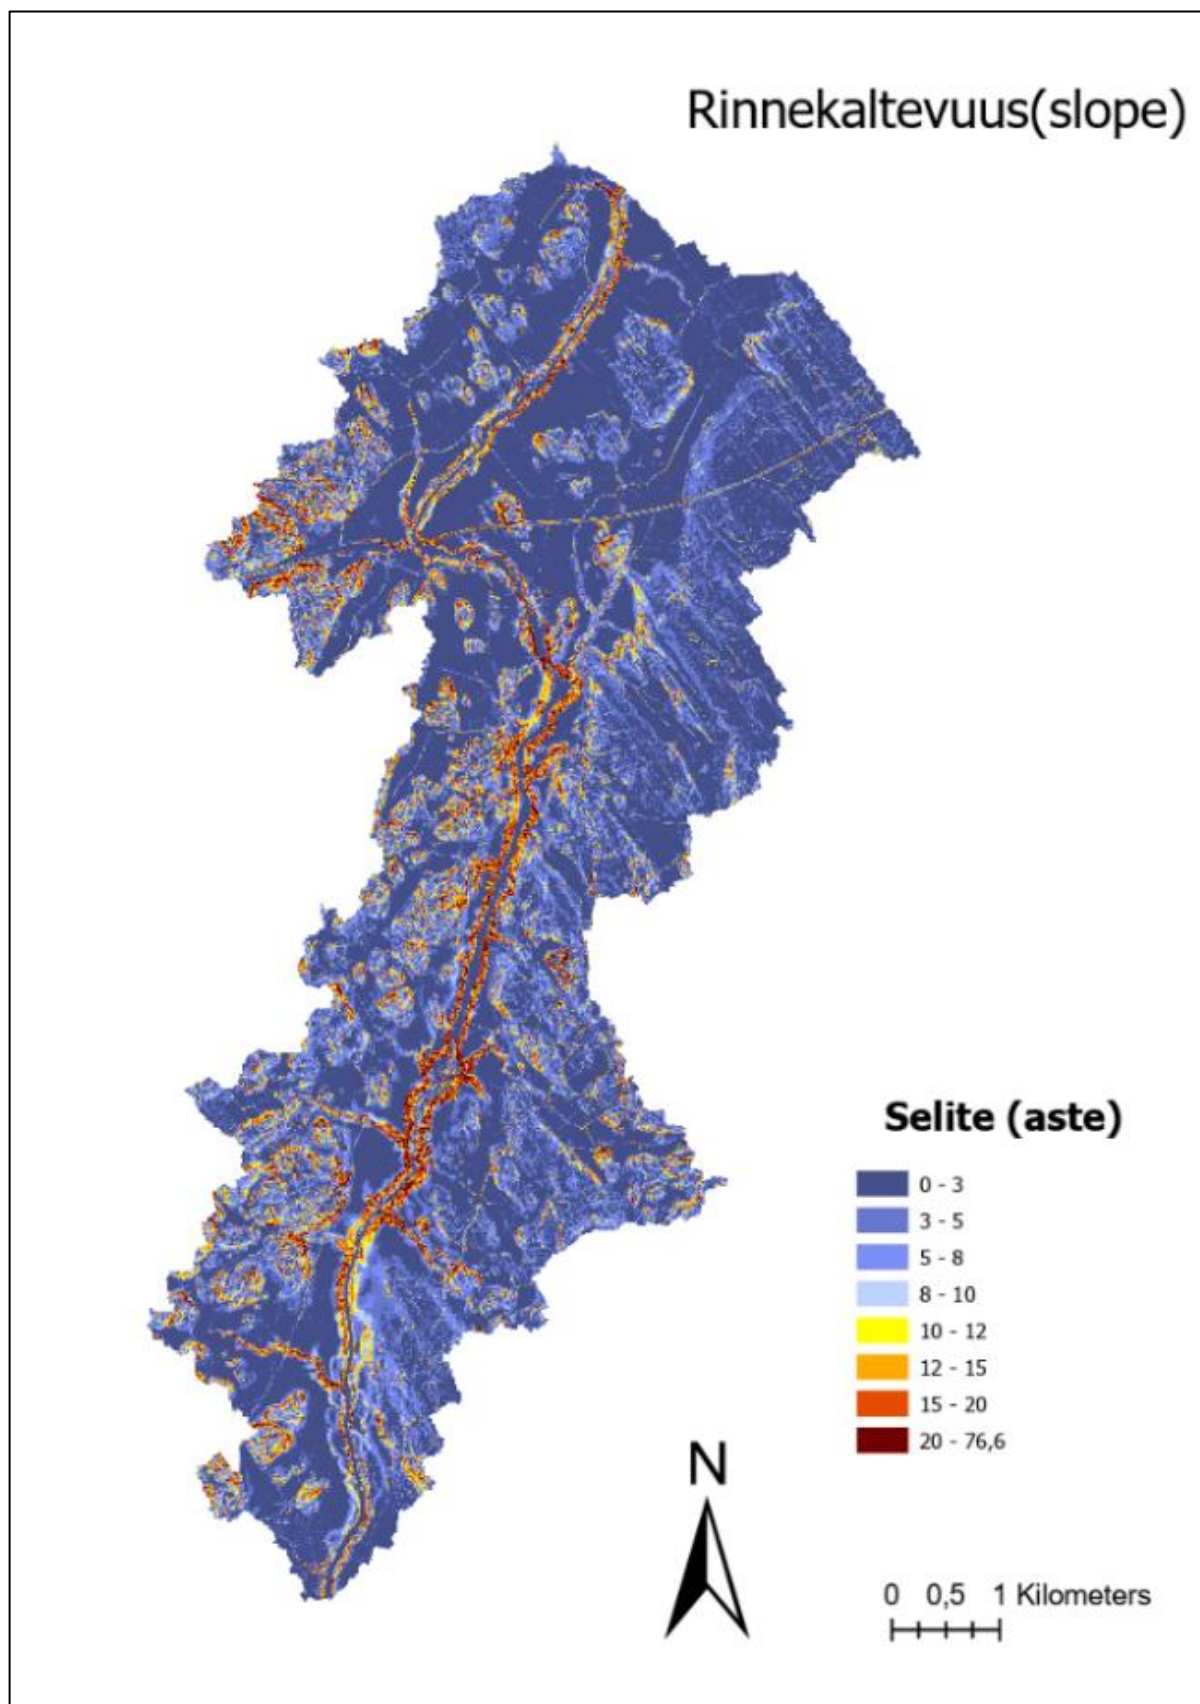 Rinnekaltevuus(slope)
Selite (aste)
0 - 3
3 - 5
5 - 8
8 - 10
10 - 12
12 - 15
15 - 20
20 - 76,6
N
0 0,5 1 Kilometers